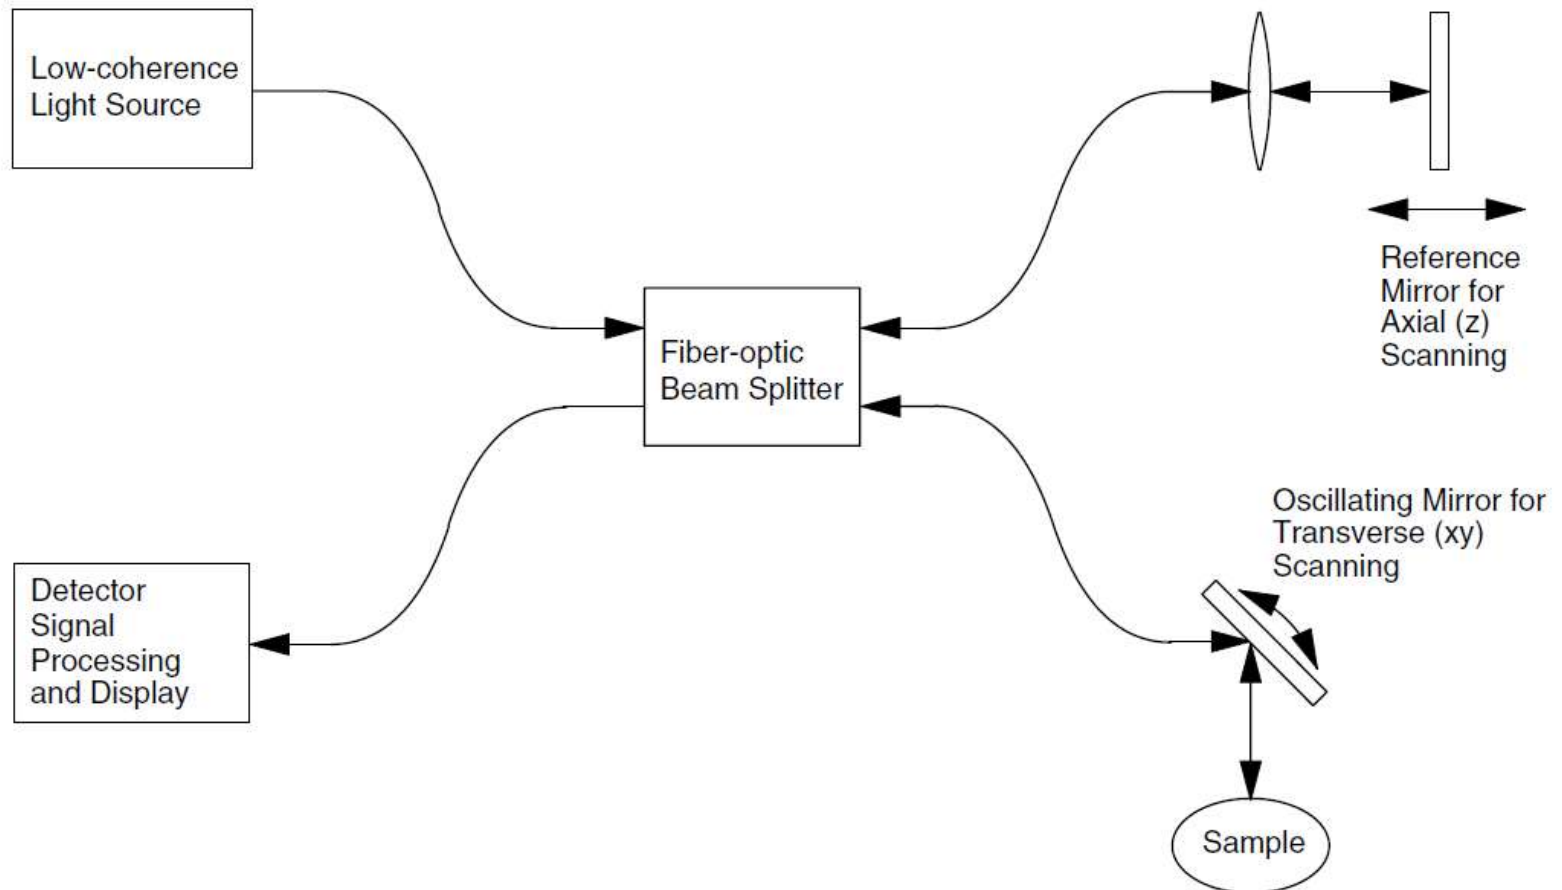 Low-coherence
Light Source
Reference
Mirror for
Axial (z)
Scanning
Fiber-optic
Beam Splitter
Oscillating Mirror for
Transverse (xy)
Scanning
Detector
Signal
Processing
and Display
Sample